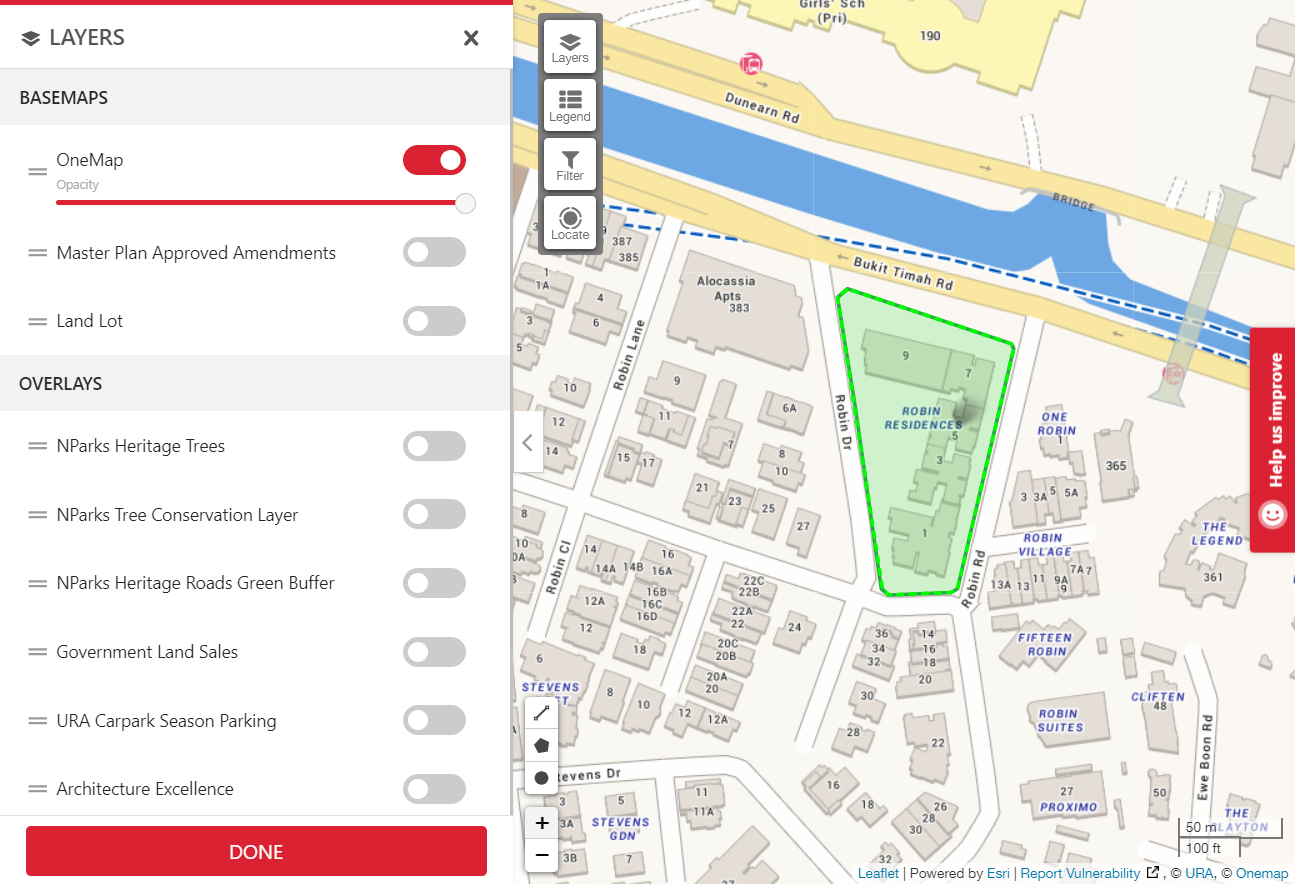 LAYERS
BASEMAPS
OneMap
Opacity
Master Plan Approved Amendments
Land Lot
OVERLAYS
NParks Heritage Trees
NParks Tree Conservation Layer
NParks Heritage Roads Green Buffer
Government Land Sales
URA Carpark Season Parking
Architecture Excellence
DONE
Layers
Legend
Filter
Locate
Girls' Sch
(Pri)
190
Dunearn Rd
BRIDGE
Bukit Timah Rd
387
385
1
1A
4
6
3
5
Alocassia
Apts
383
Robin Lane
10
12
14
9
11
7
6A
8
10
15
17
21
23
25
27
Robin Dr
9
7
ROBIN
RESIDENCES
5
3
1
Robin Rd
ONE
ROBIN
1
365
3
3A
5
5A
ROBIN
VILLAGE
13A
13
11
9A
9
7A
7
THE
LEGEND
361
Help us improve
8
10
Robin Cl
14
14A
14B
16
16A
16B
16C
16D
12A
12
18
22C
22B
22A
22
24
20C
20B
20A
20
6
STEVENS
8
10
12
12A
36
34
32
14
16
18
20
30
28
22
FIFTEEN
ROBIN
CLIFTEN
48
ROBIN
SUITES
Ewe Boon Rd
27
PROXIMO
50
THE
CLAYTON
tevens Dr
3
3A
3B
5
STEVENS
GDN
7
11
11A
16
18
26
28
30
32
+
−
50 m
100 ft
Leaflet | Powered by Esri | Report Vulnerability , © URA, © Onemap